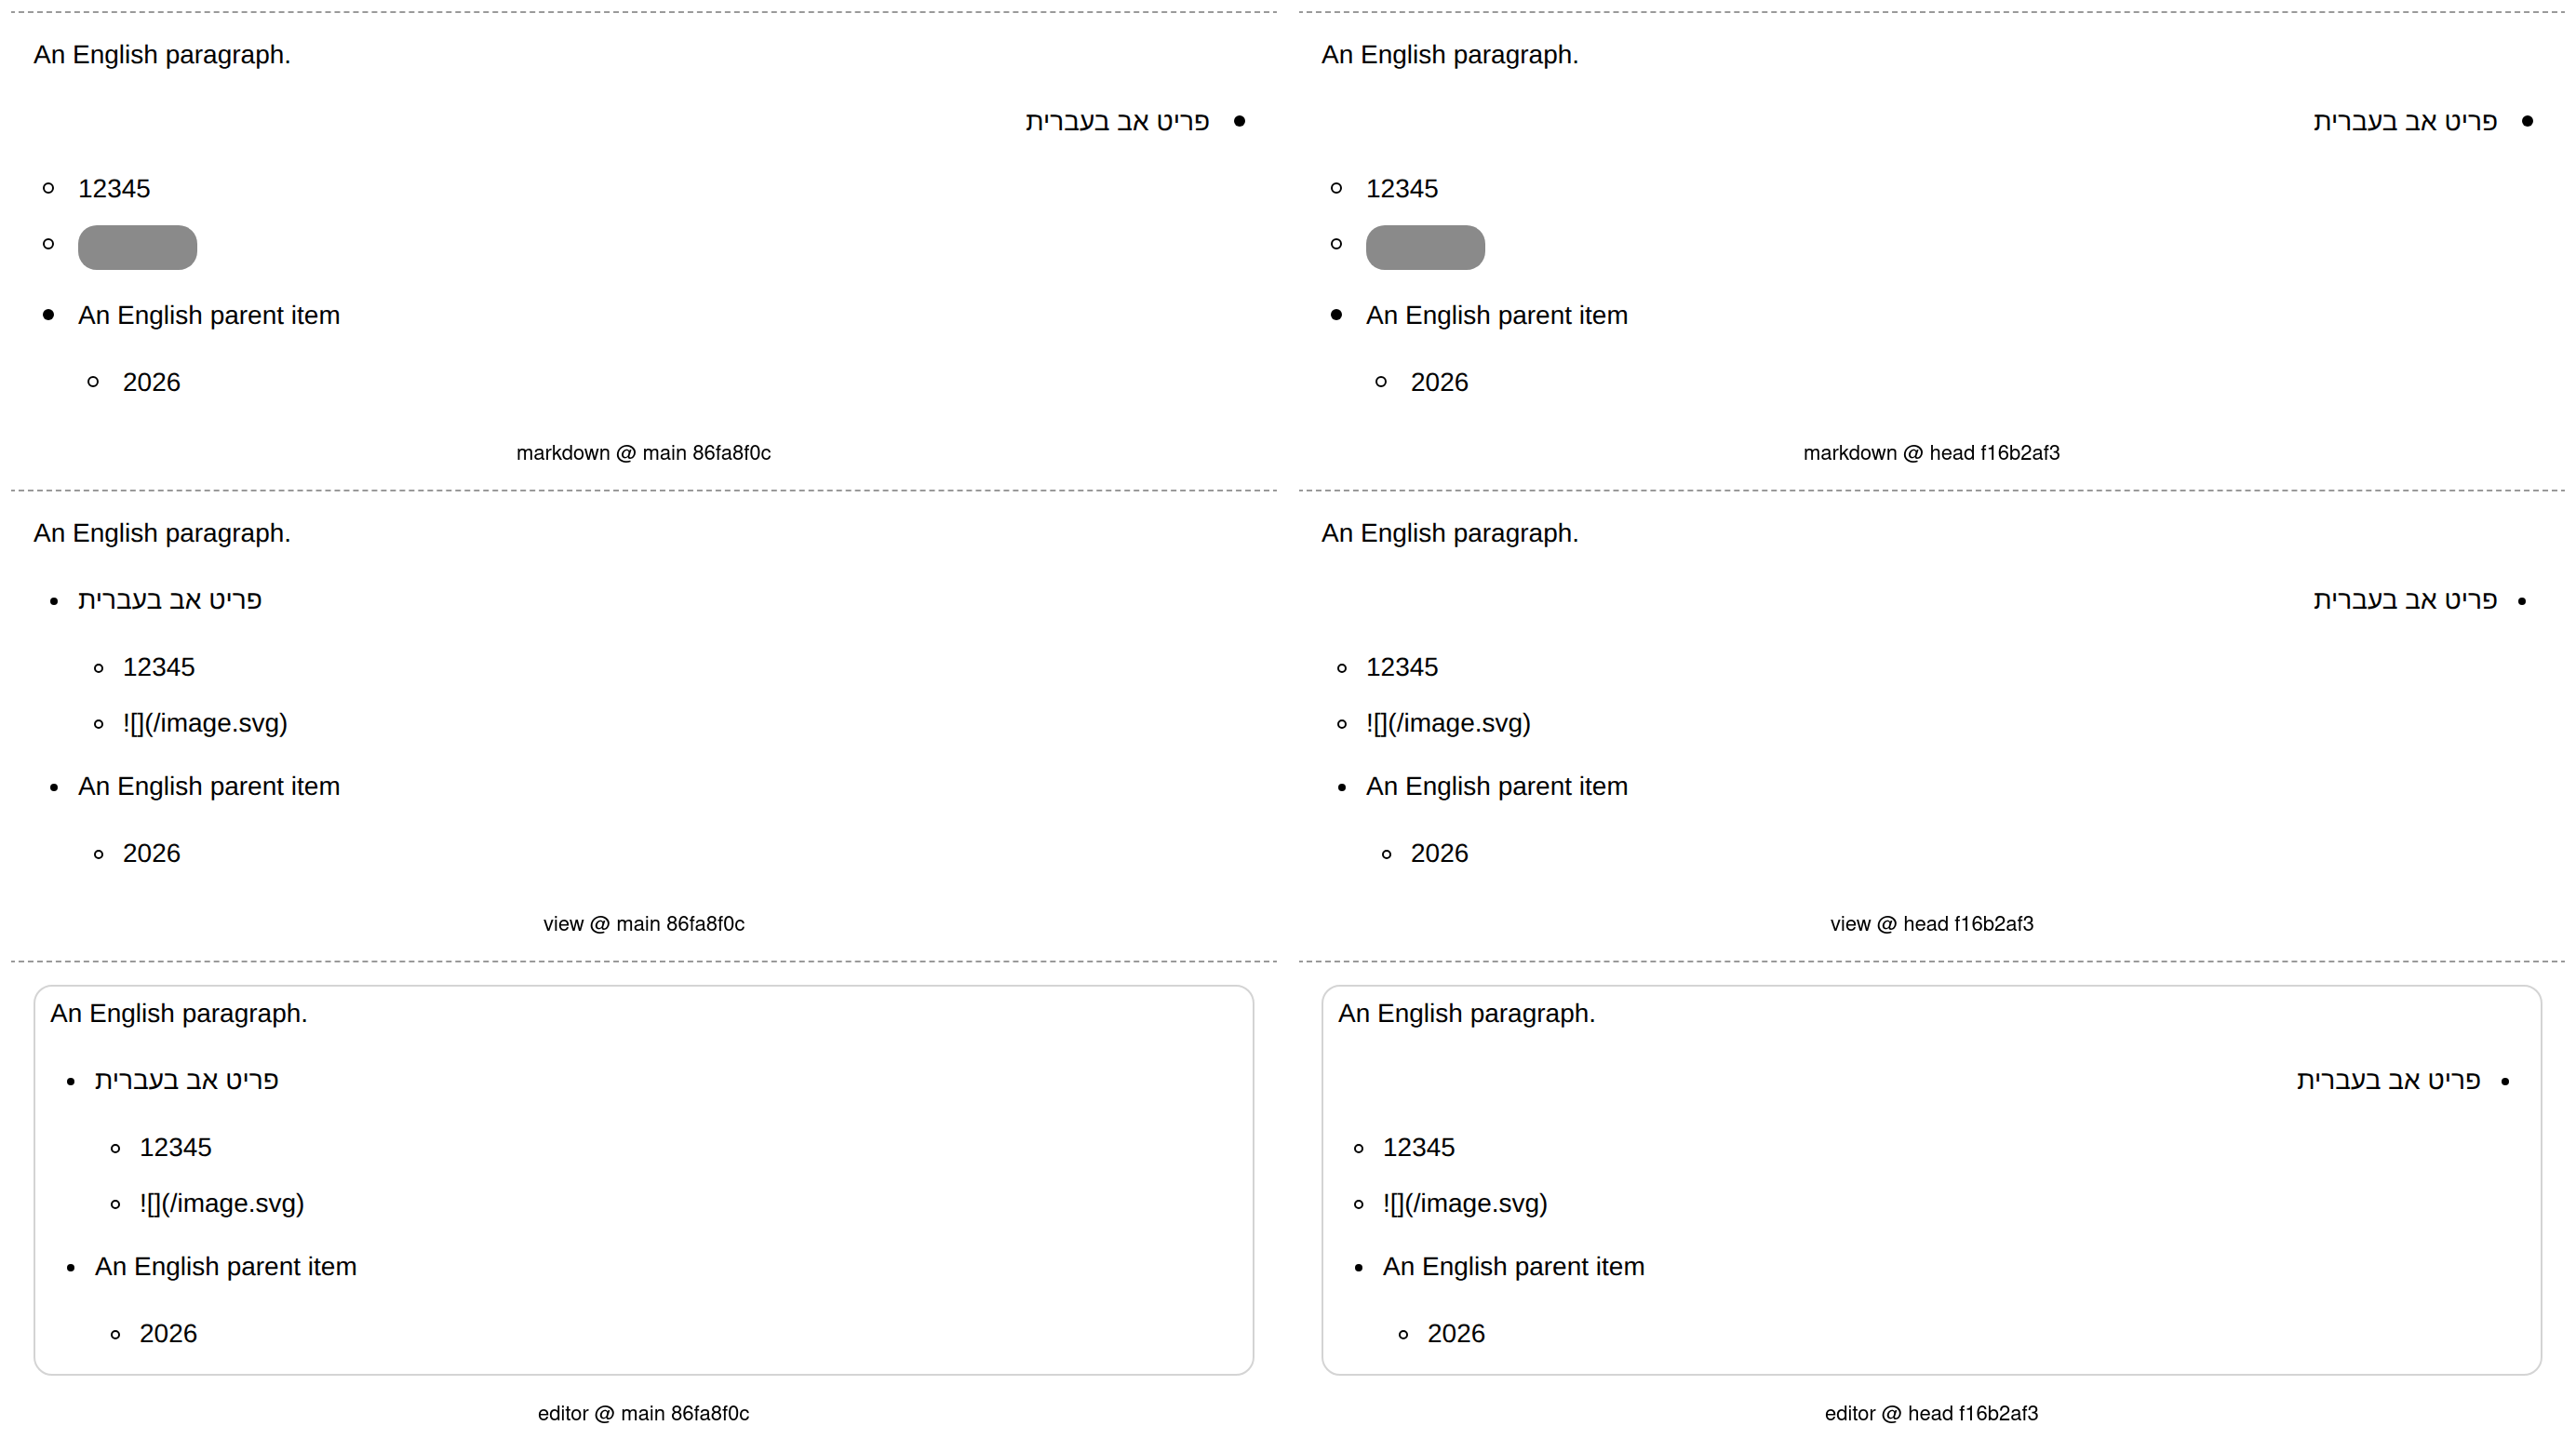 An English paragraph.
פריט אב בעברית
12345
An English parent item
2026
markdown @ main 86fa8f0c
An English paragraph.
פריט אב בעברית
12345
An English parent item
2026
markdown @ head f16b2af3
An English paragraph.
פריט אב בעברית
12345
![](/image.svg)
An English parent item
2026
view @ main 86fa8f0c
An English paragraph.
פריט אב בעברית
12345
![](/image.svg)
An English parent item
2026
view @ head f16b2af3
An English paragraph.
פריט אב בעברית
12345
![](/image.svg)
An English parent item
2026
editor @ main 86fa8f0c
An English paragraph.
פריט אב בעברית
12345
![](/image.svg)
An English parent item
2026
editor @ head f16b2af3